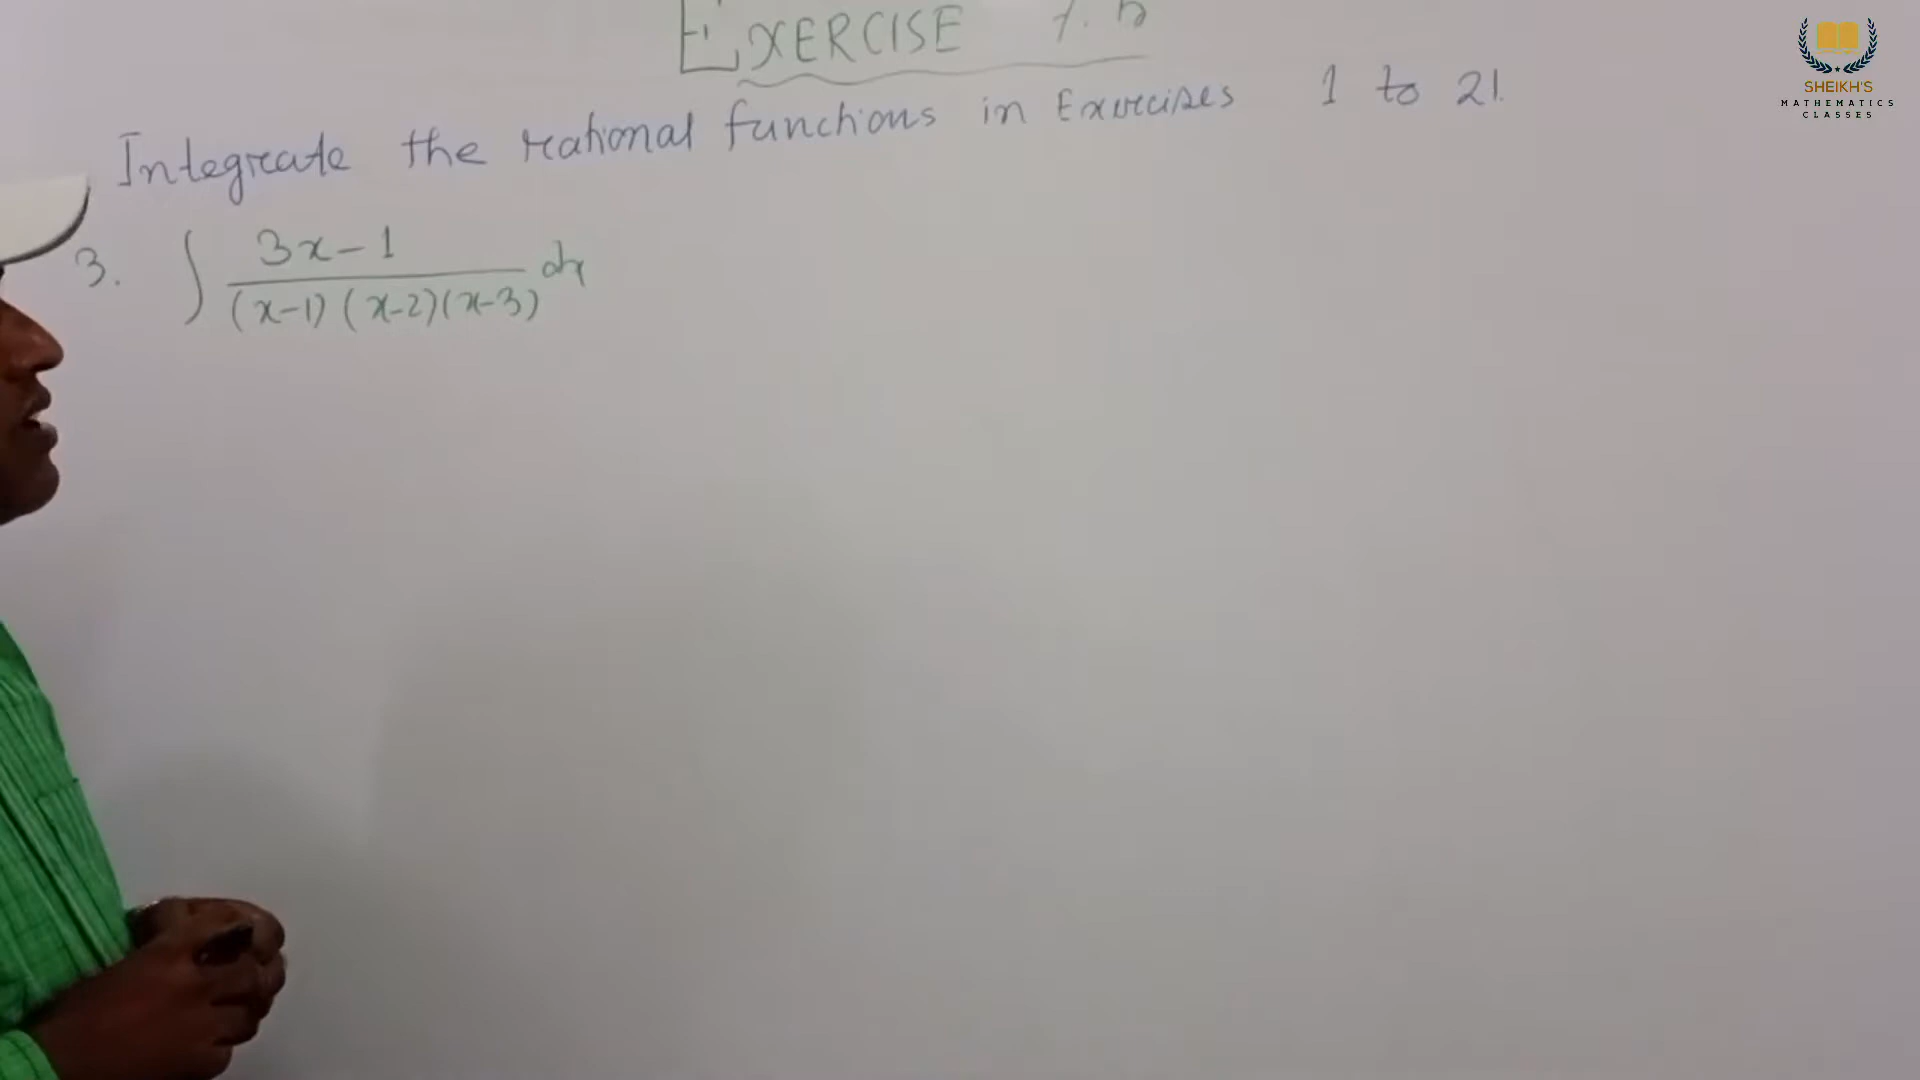 EXERCISE 7.5
Integrate the rational functions in Exercises 1 to 21.
3. ∫ (3x-1)/((x-1)(x-2)(x-3)) dx
SHEIKH'S
MATHEMATICS
CLASSES